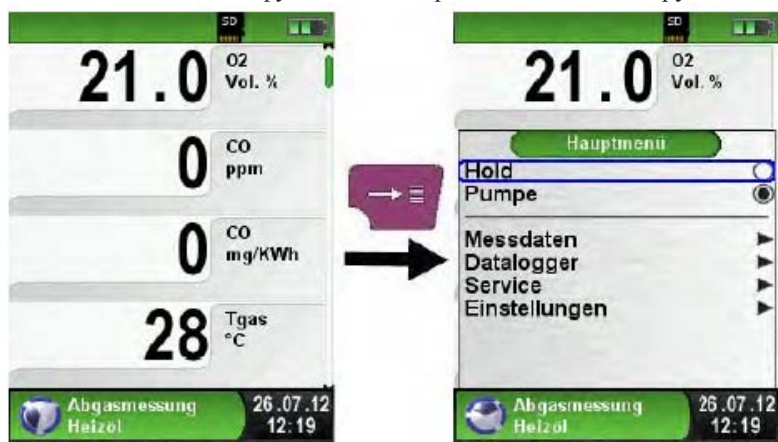 SD
21.0
O2
Vol. %
0
CO
ppm
0
CO
mg/KWh
28
Tgas
°C
Abgasmessung
Heizöl
26.07.12
12:19
SD
21.0
O2
Vol. %
Hauptmenü
Hold
Pumpe
Messdaten
Datalogger
Service
Einstellungen
Abgasmessung
Heizöl
26.07.12
12:19